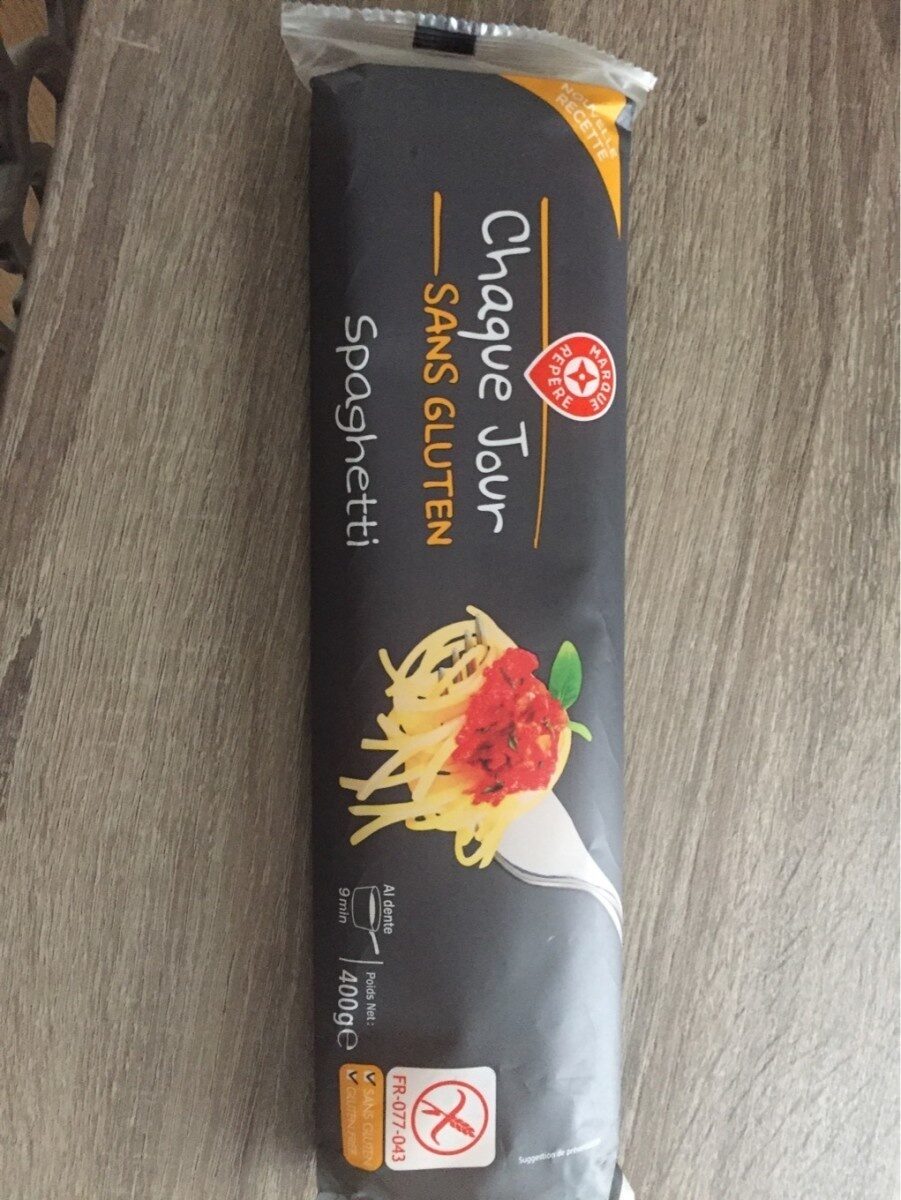 NOUVELLE
RECETTE
MARQUE
REPÈRE
Chaque Jour
SANS GLUTEN
Spaghetti
Al dente
9 min
Poids Net :
400g e
FR-077-043
SANS GLUTEN
GLUTEN FREE
Suggestion de présentation